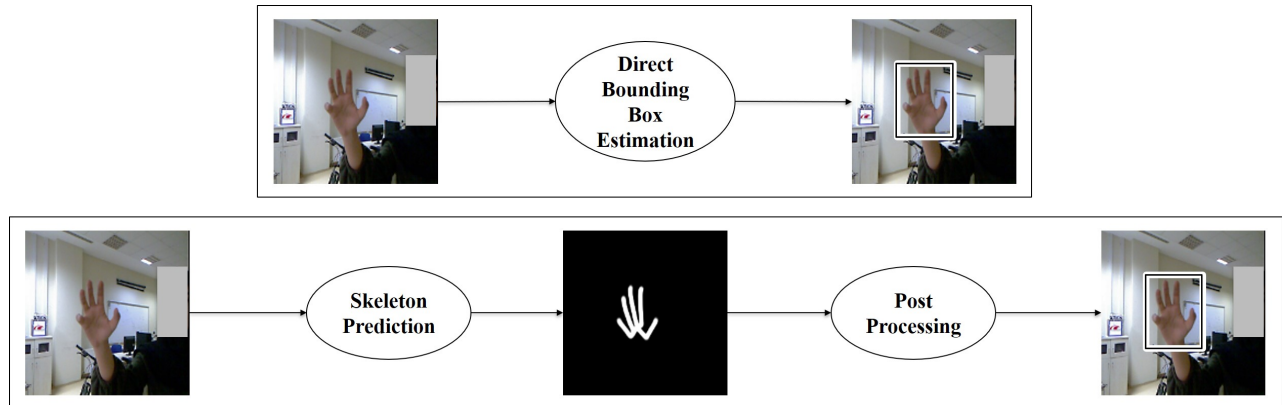 Direct
Bounding
Box
Estimation
Skeleton
Prediction
Post
Processing